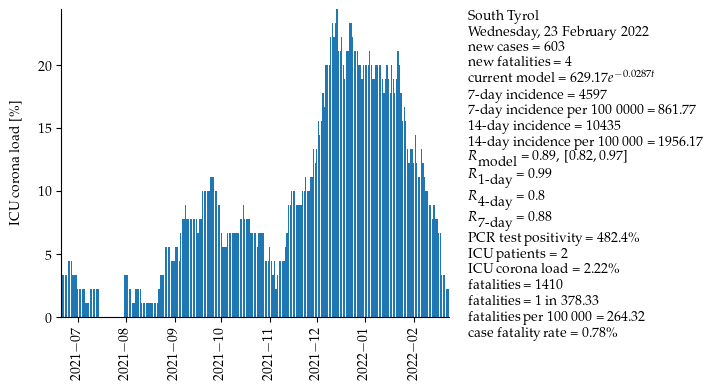 ICU corona load [%]
20
15
10
5
0
2021−07
2021−08
2021−09
2021−10
2021−11
2021−12
2022−01
2022−02
South Tyrol
Wednesday, 23 February 2022
new cases = 603
new fatalities = 4
current model = 629.17e^−0.0287t
7-day incidence = 4597
7-day incidence per 100 0000 = 861.77
14-day incidence = 10435
14-day incidence per 100 000 = 1956.17
R_model = 0.89, [0.82, 0.97]
R_1-day = 0.99
R_4-day = 0.8
R_7-day = 0.88
PCR test positivity = 482.4%
ICU patients = 2
ICU corona load = 2.22%
fatalities = 1410
fatalities = 1 in 378.33
fatalities per 100 000 = 264.32
case fatality rate = 0.78%